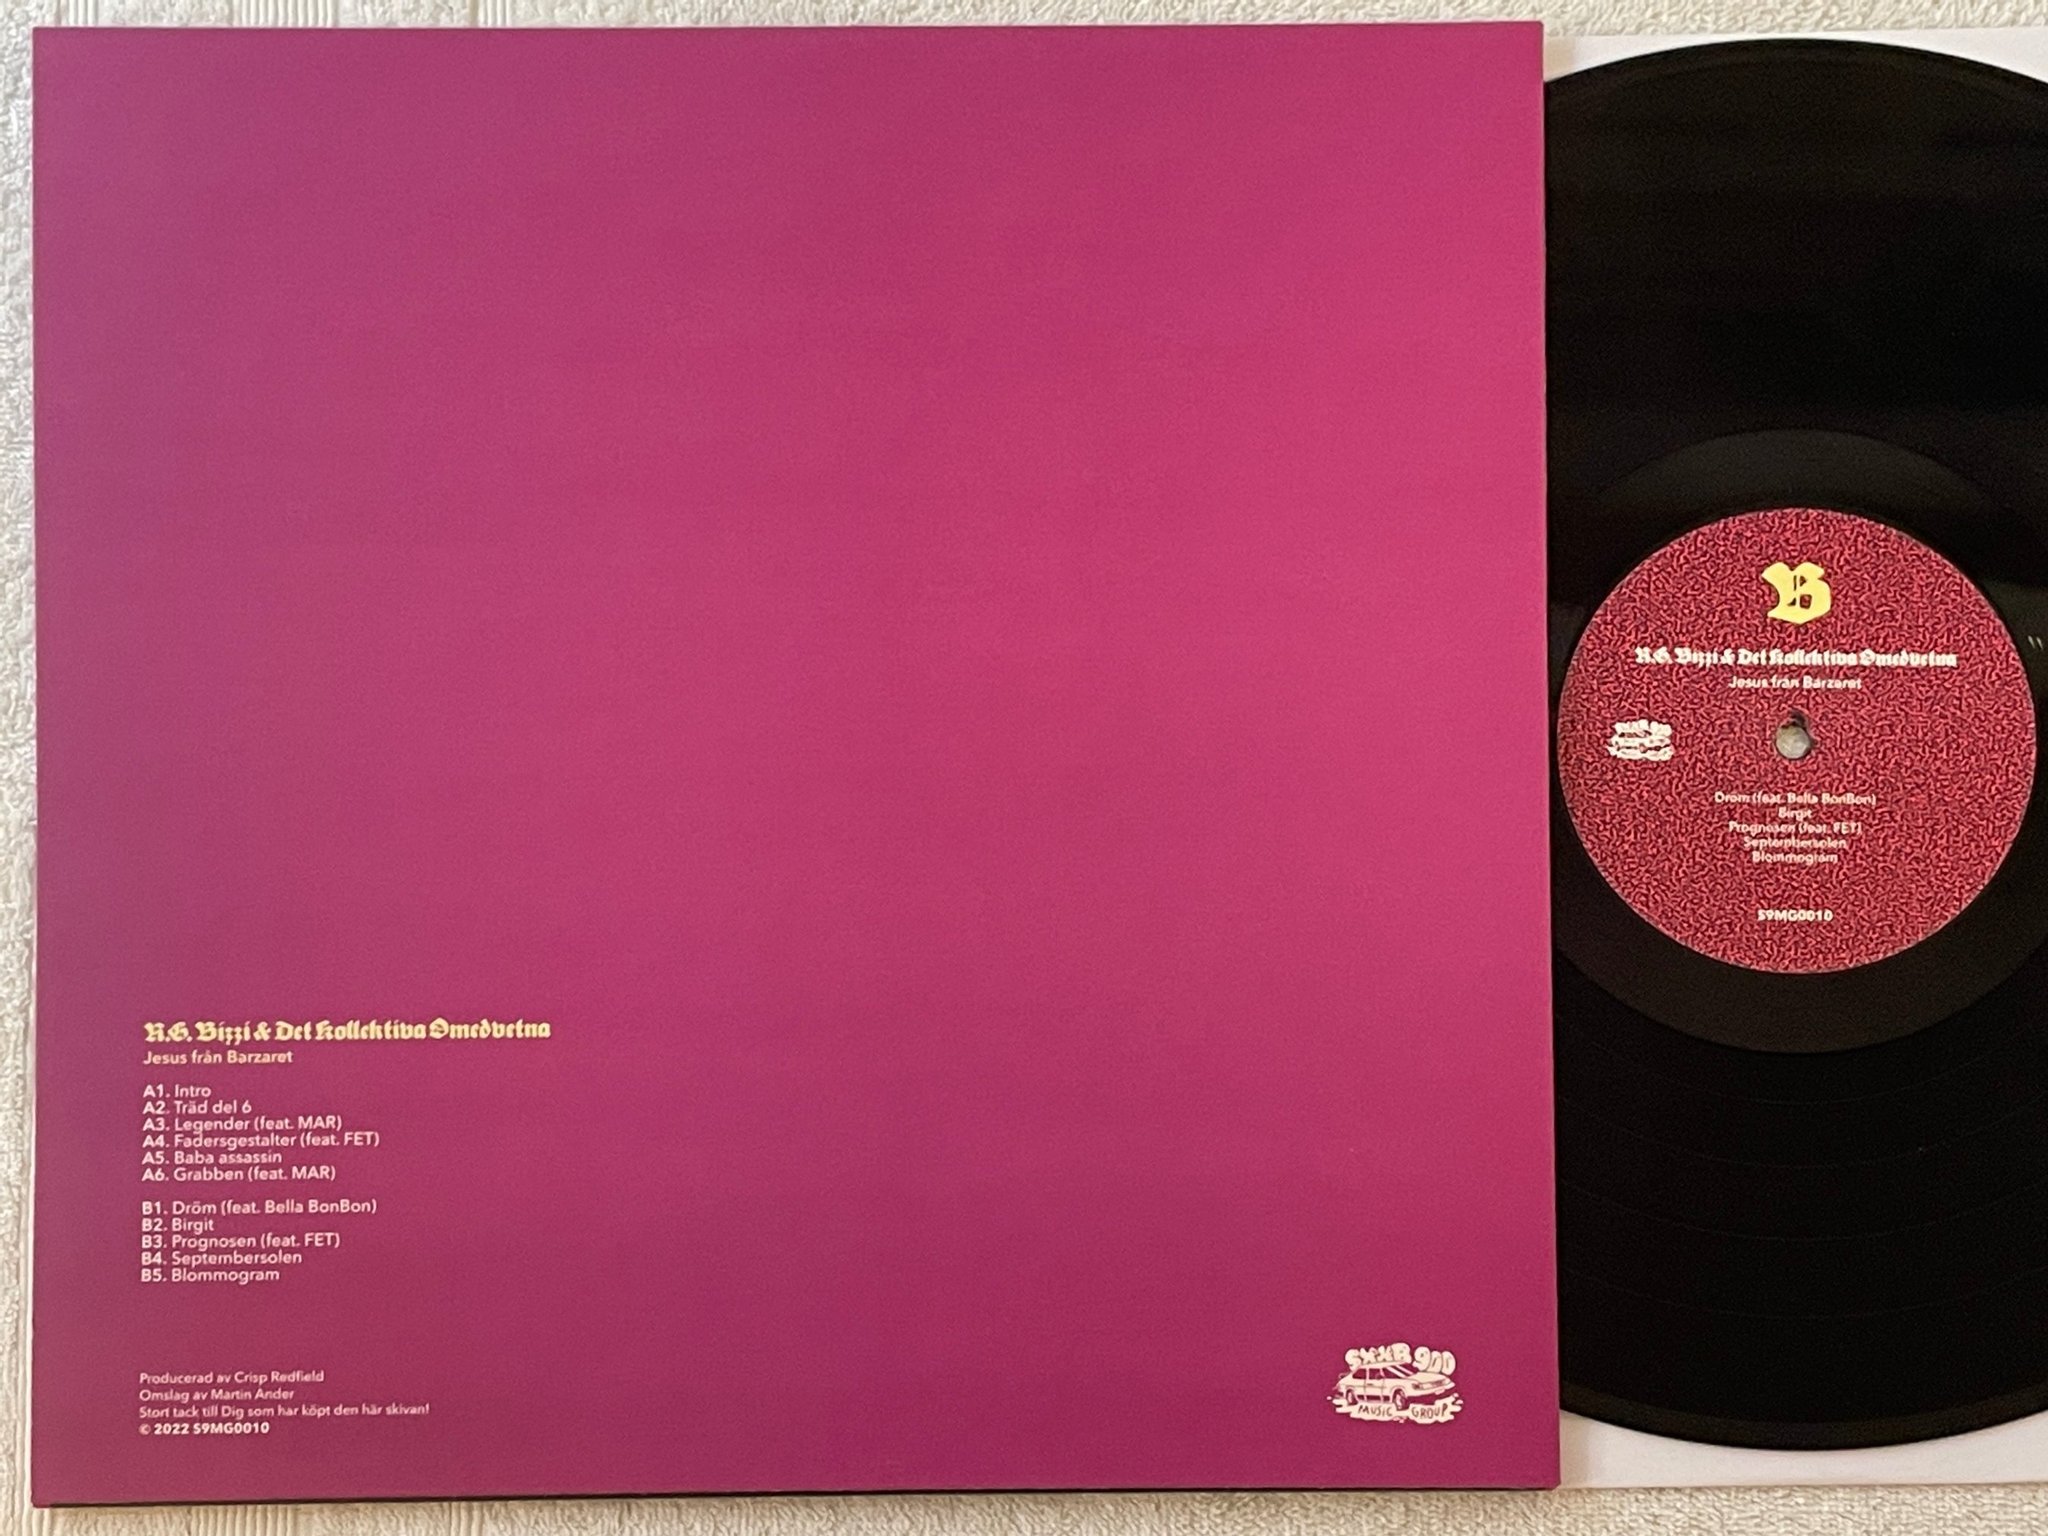 R.G. Bizzi & Det Kollektiva Omedvetna
Jesus från Barzaret
A1. Intro
A2. Träd del 6
A3. Legender (feat. MAR)
A4. Fadersgestalter (feat. FET)
A5. Baba assassin
A6. Grabben (feat. MAR)
B1. Dröm (feat. Bella BonBon)
B2. Birgit
B3. Prognosen (feat. FET)
B4. Septembersolen
B5. Blommogram
Producerad av Crisp Redfield
Omslag av Martin Ander
Stort tack till Dig som har köpt den här skivan!
© 2022 S9MG0010
SXXB 900
MUSIC GROUP
B
R.G. Bizzi & Det Kollektiva Omedvetna
Jesus från Barzaret
Dröm (feat. Bella BonBon)
Birgit
Prognosen (feat. FET)
Septembersolen
Blommogram
S9MG0010